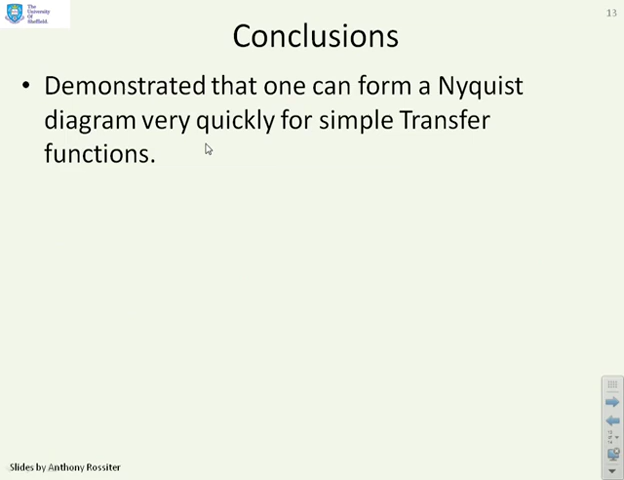 The
University
Of
Sheffield.
13
Conclusions
• Demonstrated that one can form a Nyquist
diagram very quickly for simple Transfer
functions.
Slides by Anthony Rossiter